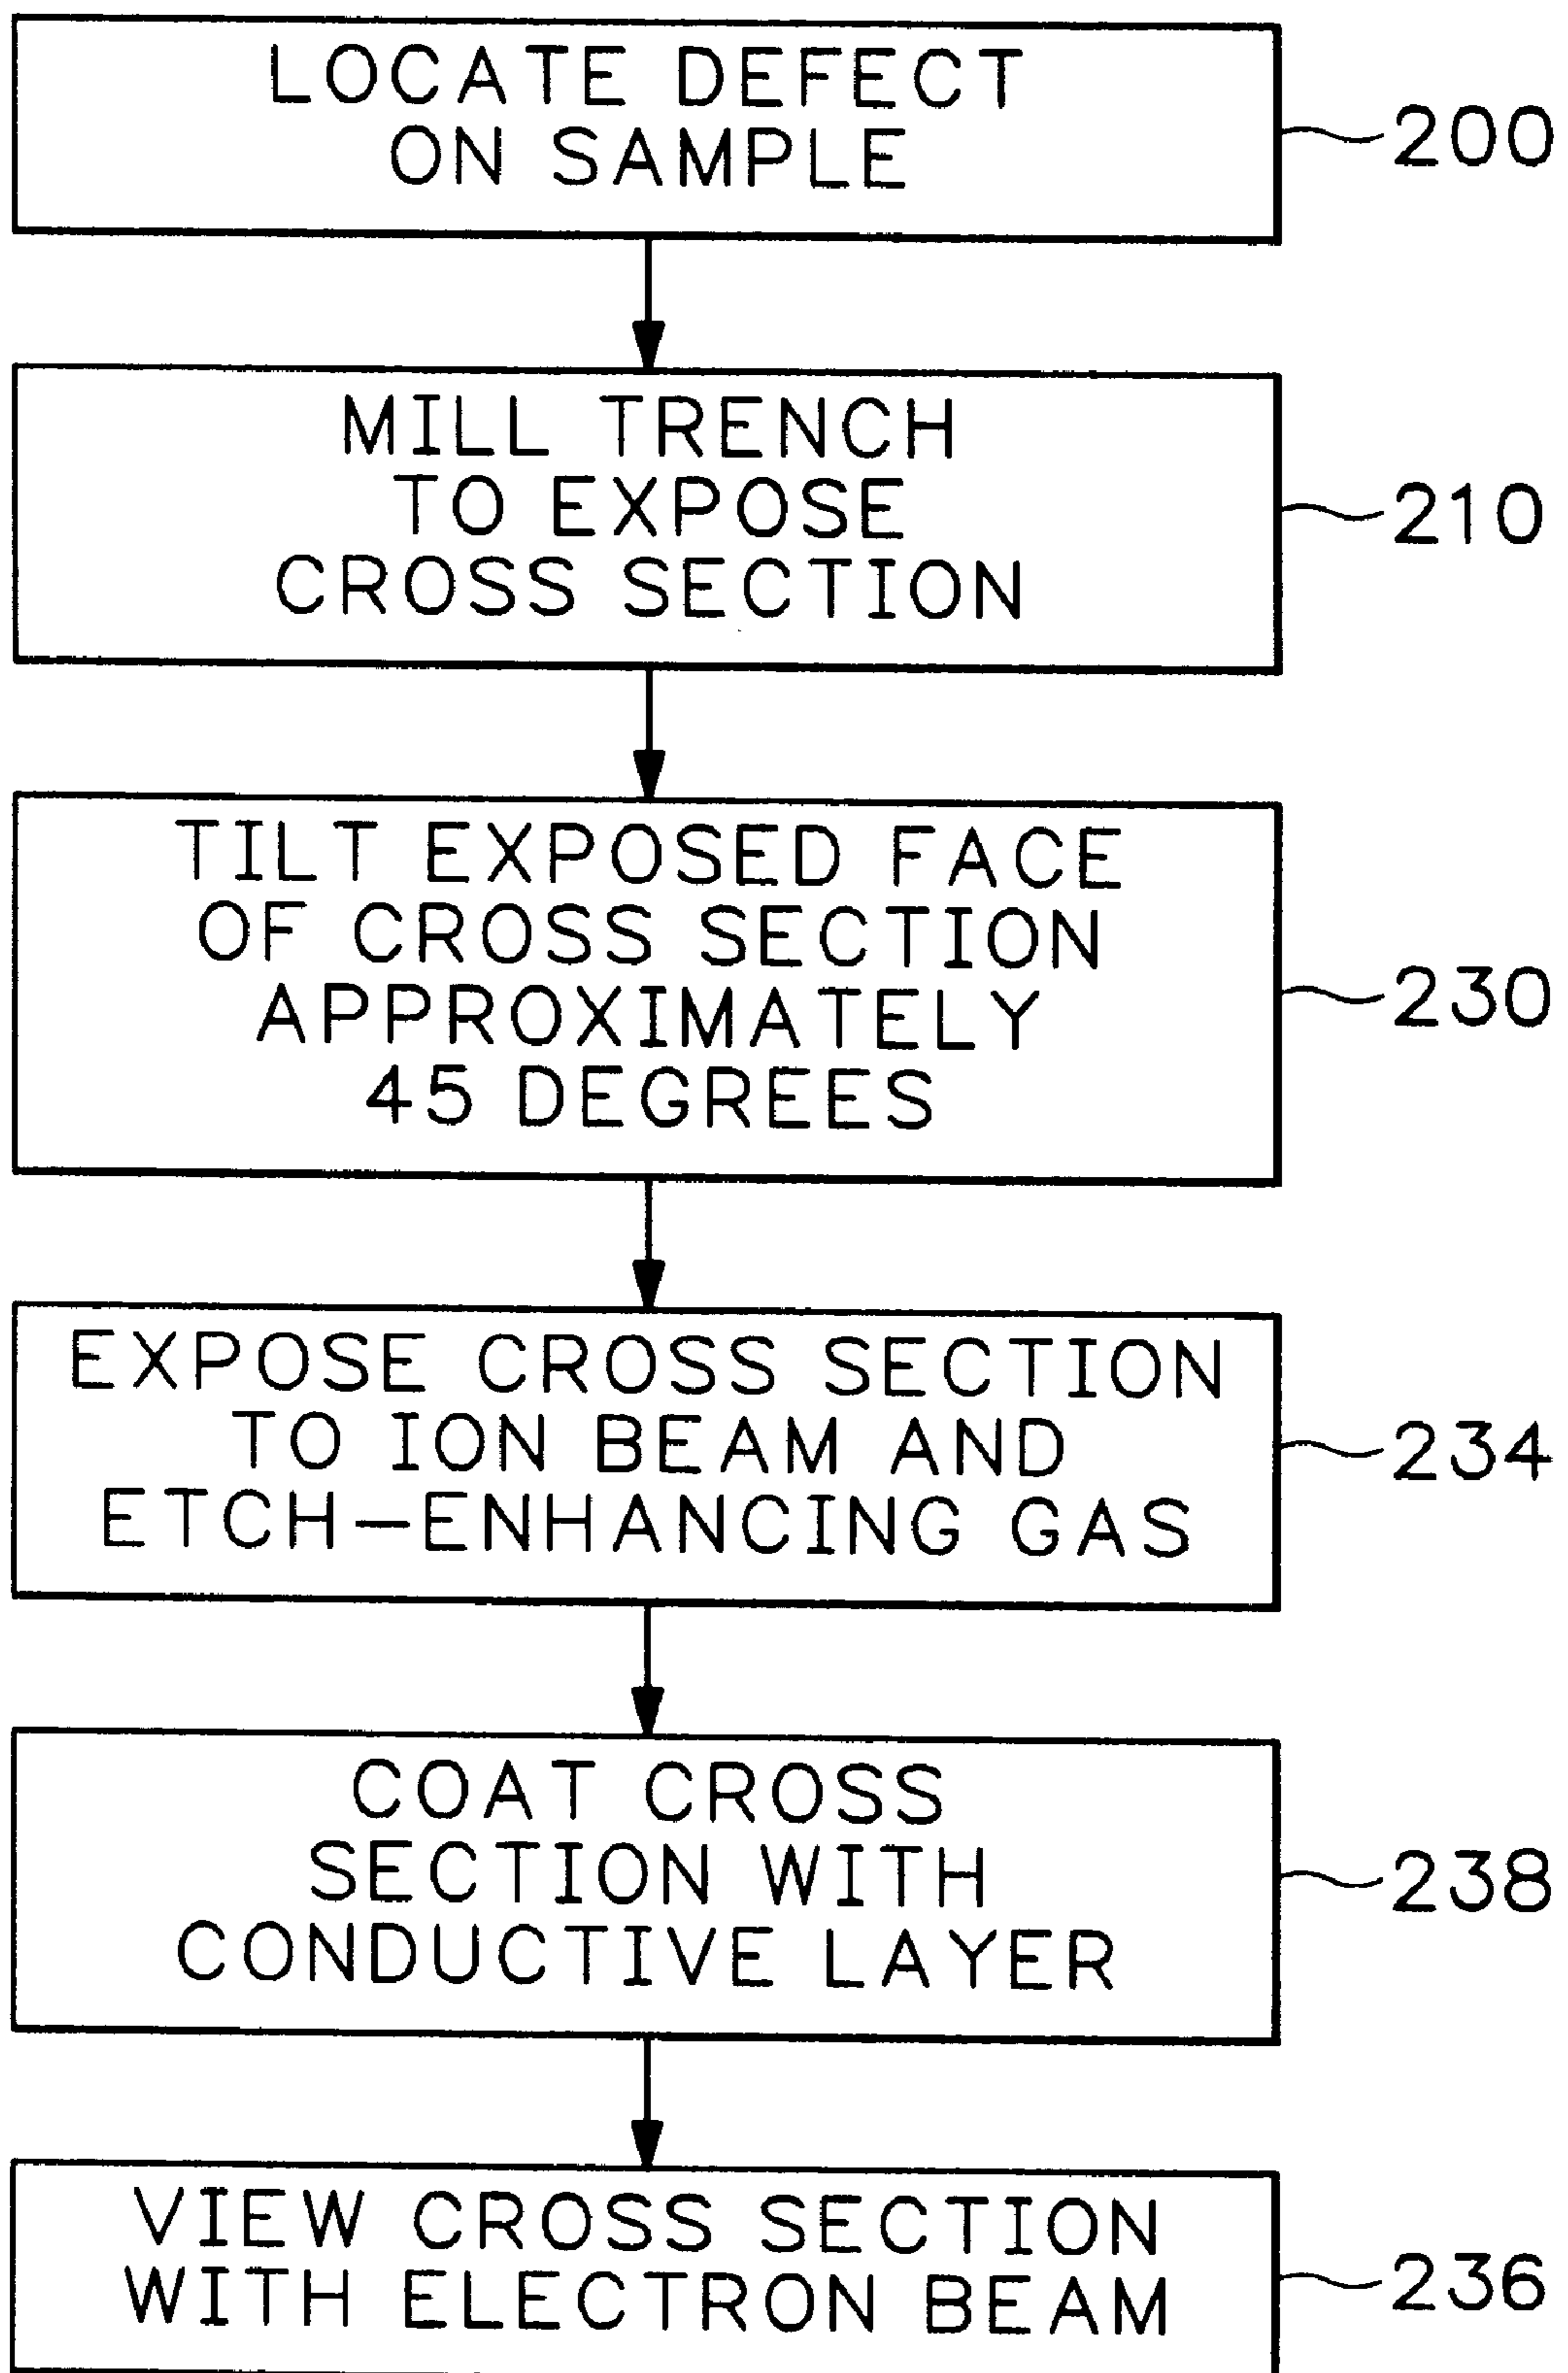 LOCATE DEFECT
ON SAMPLE
200
MILL TRENCH
TO EXPOSE
CROSS SECTION
210
TILT EXPOSED FACE
OF CROSS SECTION
APPROXIMATELY
45 DEGREES
230
EXPOSE CROSS SECTION
TO ION BEAM AND
ETCH-ENHANCING GAS
234
COAT CROSS
SECTION WITH
CONDUCTIVE LAYER
238
VIEW CROSS SECTION
WITH ELECTRON BEAM
236